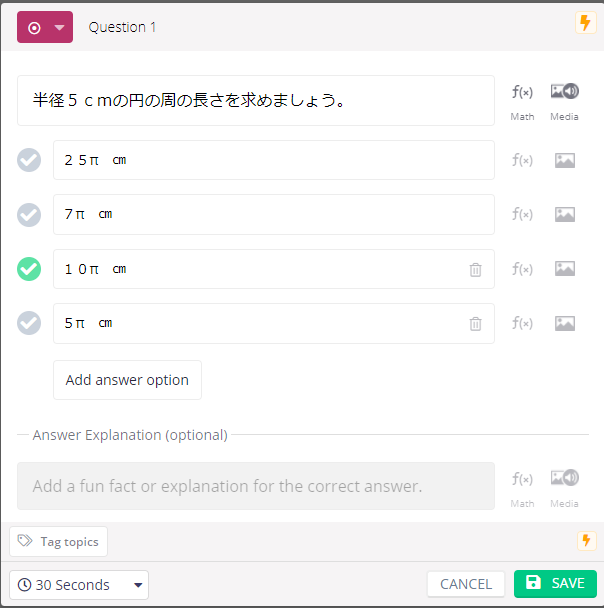 Question 1
半径５ｃｍの円の周の長さを求めましょう。
f(x)
Math
Media
２５π　㎝
f(x)
７π　㎝
f(x)
１０π　㎝
f(x)
５π　㎝
f(x)
Add answer option
Answer Explanation (optional)
Add a fun fact or explanation for the correct answer.
f(x)
Math
Media
Tag topics
30 Seconds
CANCEL
SAVE